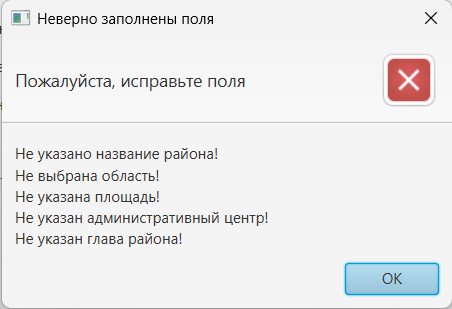 Неверно заполнены поля
Пожалуйста, исправьте поля
Не указано название района!
Не выбрана область!
Не указана площадь!
Не указан административный центр!
Не указан глава района!
OK